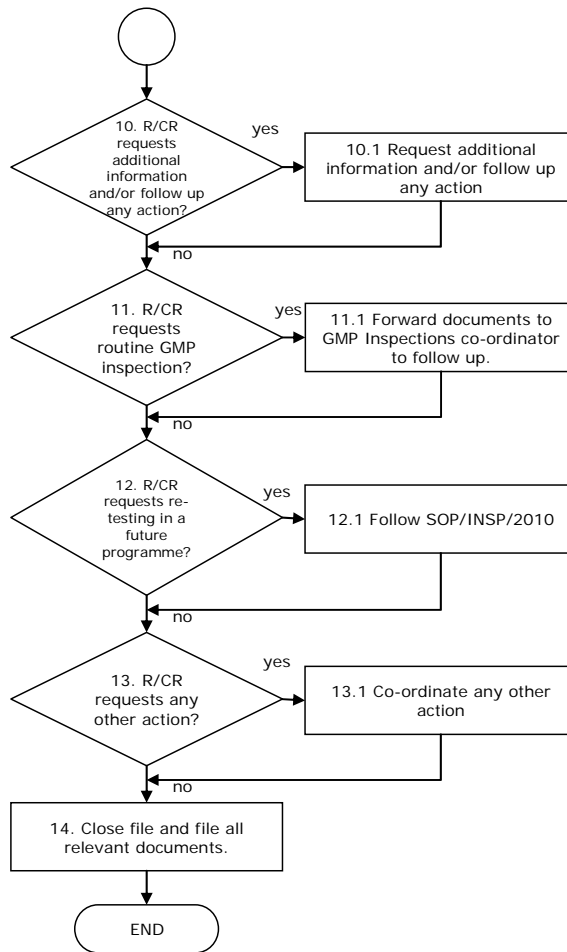 10. R/CR
requests
additional
information
and/or follow up
any action?
yes
10.1 Request additional
information and/or follow up
any action
no
11. R/CR
requests
routine GMP
inspection?
yes
11.1 Forward documents to
GMP Inspections co-ordinator
to follow up.
no
12. R/CR
requests re-
testing in a
future
programme?
yes
12.1 Follow SOP/INSP/2010
no
13. R/CR
requests any
other action?
yes
13.1 Co-ordinate any other
action
no
14. Close file and file all
relevant documents.
END